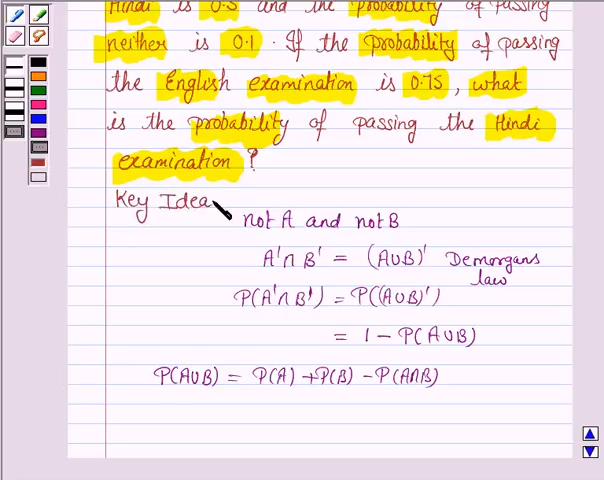 Hindi is 0.5 and the probability of passing
neither is 0.1. If the probability of passing
the English examination is 0.75, what
is the probability of passing the Hindi
examination?
Key Idea
not A and not B
A'∩B' = (A∪B)' Demorgans
law
P(A'∩B') = P((A∪B)')
= 1 - P(A∪B)
P(A∪B) = P(A) + P(B) - P(A∩B)